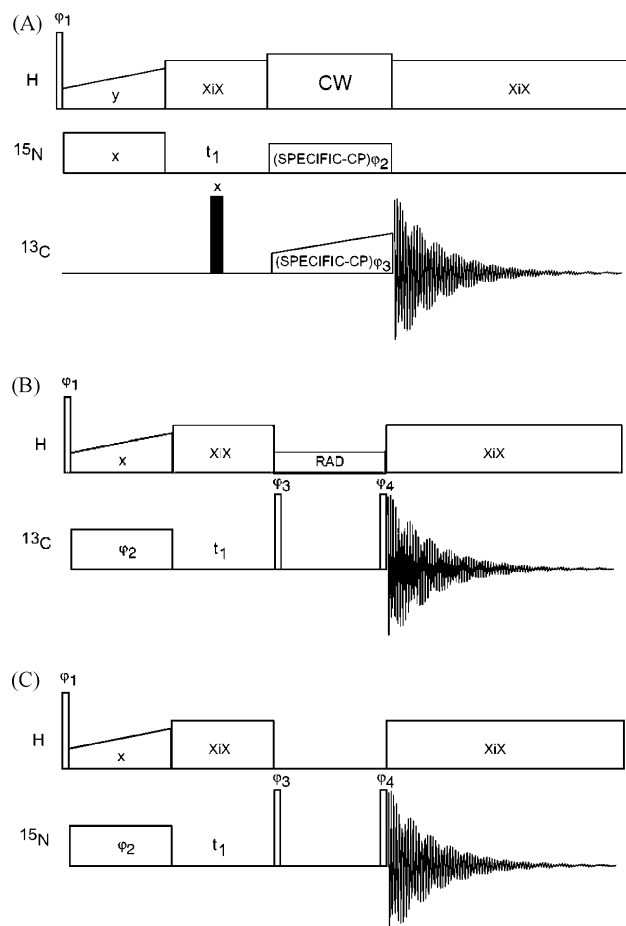 (A)
φ1
H y XiX CW XiX
15N x t1 (SPECIFIC-CP)φ2
x
13C (SPECIFIC-CP)φ3
(B)
φ1
H x XiX RAD XiX
φ3 φ4
13C φ2 t1
(C)
φ1
H x XiX XiX
φ3 φ4
15N φ2 t1